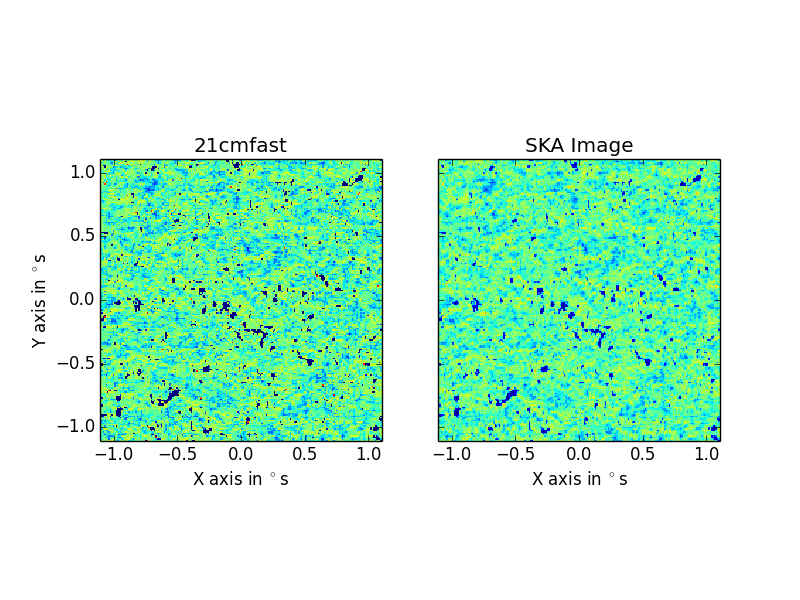 21cmfast
SKA Image
1.0
0.5
0.0
−0.5
−1.0
Y axis in ° s
−1.0 −0.5 0.0 0.5 1.0
−1.0 −0.5 0.0 0.5 1.0
X axis in ° s
X axis in ° s